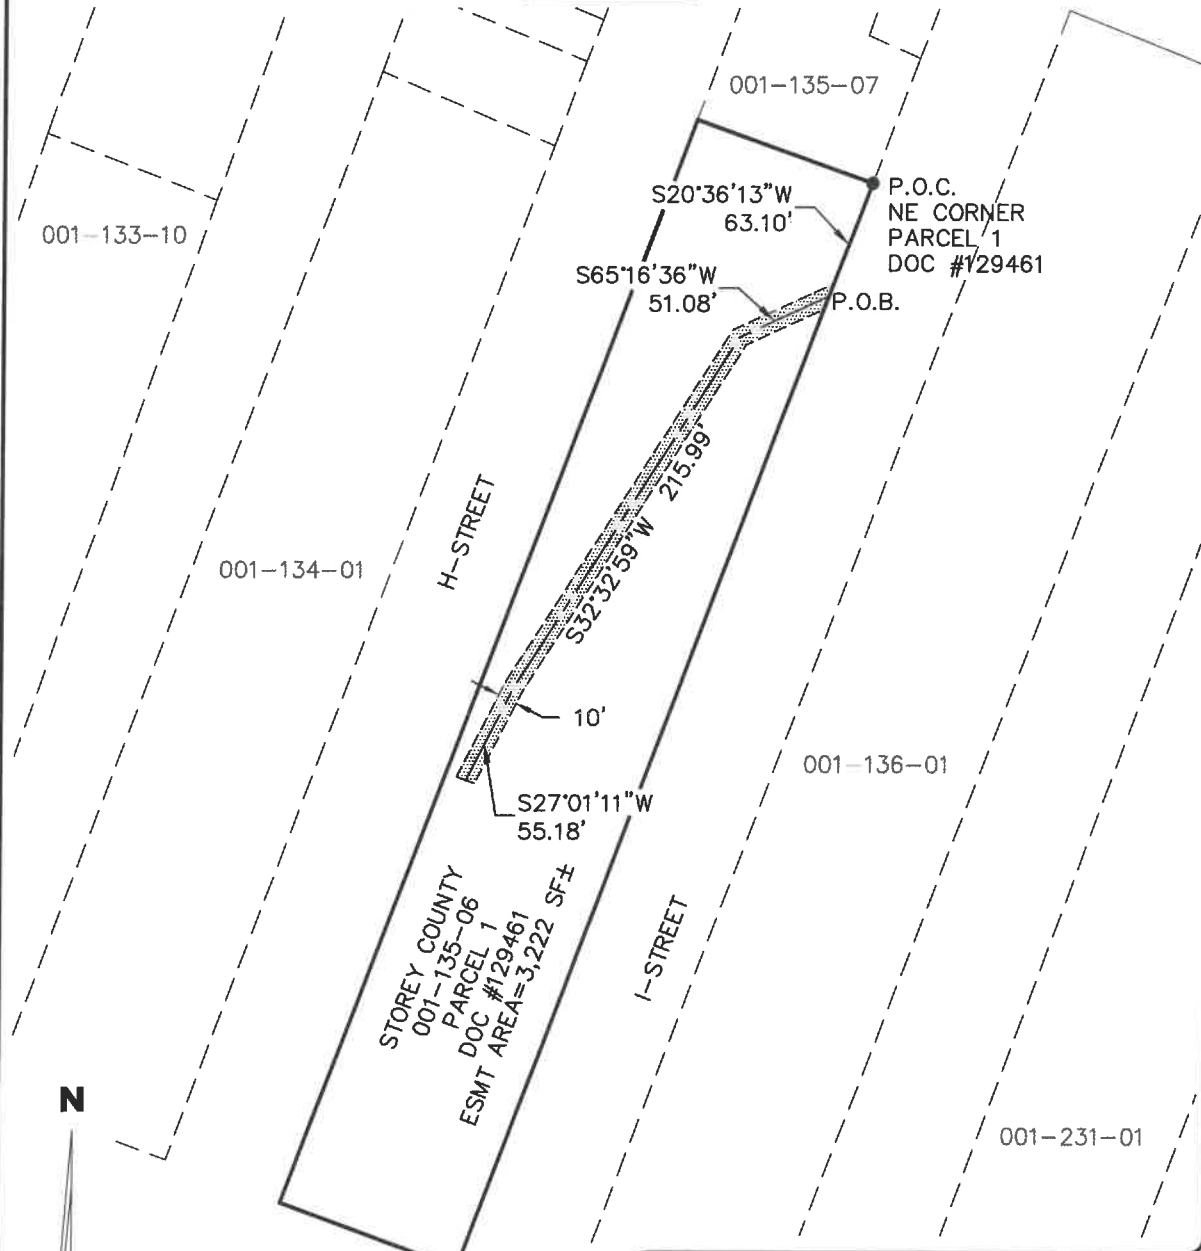 001-135-07
S20°36'13"W
63.10'
P.O.C.
NE CORNER
PARCEL 1
DOC #129461
001-133-10
S65°16'36"W
51.08'
P.O.B.
S32°32'59"W 215.99'
H-STREET
001-134-01
10'
001-136-01
S27°01'11"W
55.18'
STOREY COUNTY
001-135-06
PARCEL 1
DOC #129461
ESMT AREA=3,222 SF±
I-STREET
N
001-231-01